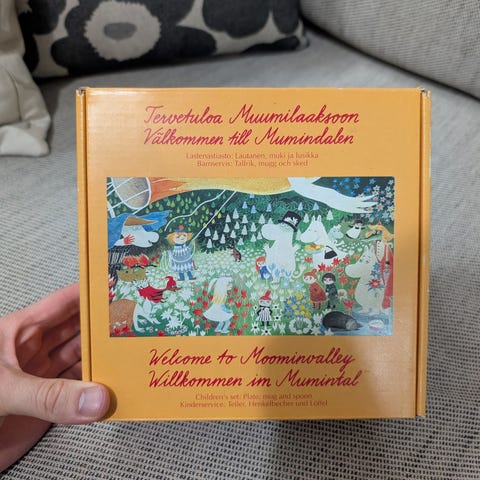 Tervetuloa Muumilaaksoon
Välkommen till Mumindalen
Lastenastiasto: Lautanen, muki ja lusikka
Barnservis: Tallrik, mugg och sked
Welcome to Moominvalley
Willkommen im Mumintal
Children's set: Plate, mug and spoon
Kinderservice: Teller, Henkelbecher und Löffel